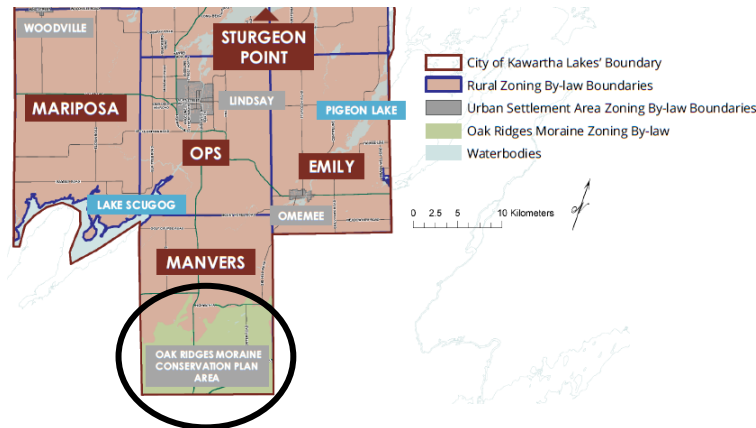 WOODVILLE
STURGEON
POINT
MARIPOSA
LINDSAY
PIGEON LAKE
OPS
EMILY
LAKE SCUGOG
OMEMEE
MANVERS
OAK RIDGES MORAINE
CONSERVATION PLAN
AREA
City of Kawartha Lakes' Boundary
Rural Zoning By-law Boundaries
Urban Settlement Area Zoning By-law Boundaries
Oak Ridges Moraine Zoning By-law
Waterbodies
0 2.5 5 10 Kilometers